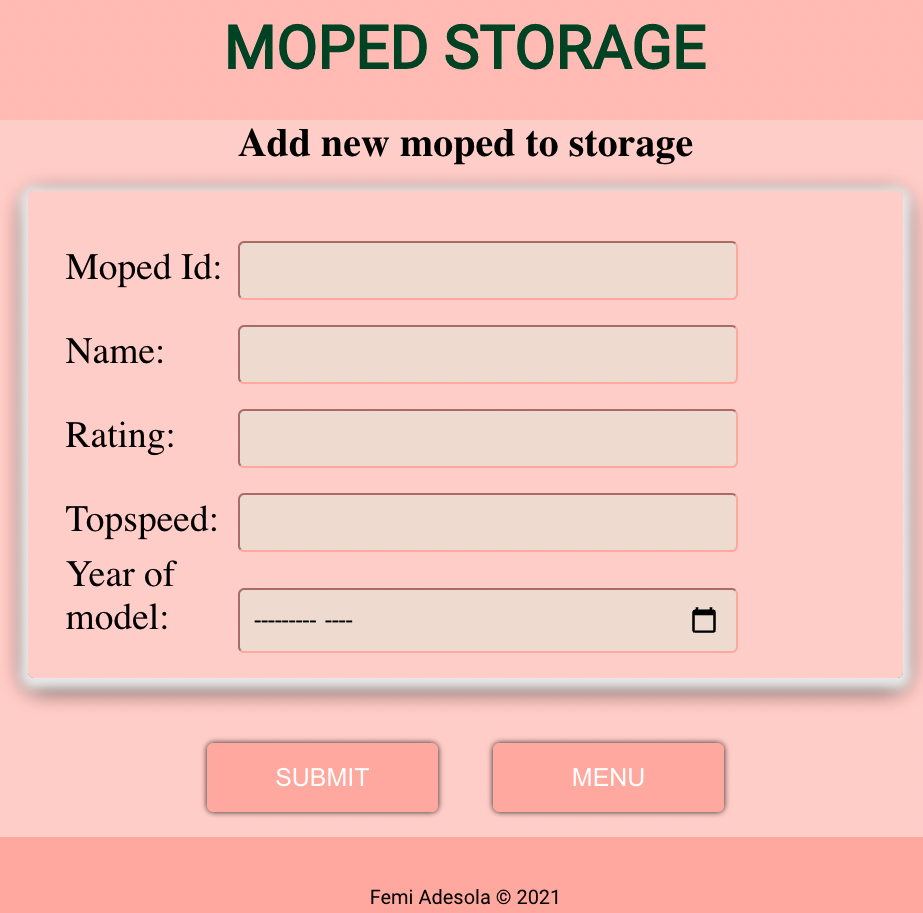 MOPED STORAGE
Add new moped to storage
Moped Id:
Name:
Rating:
Topspeed:
Year of
model:
--------- ----
SUBMIT MENU
Femi Adesola © 2021